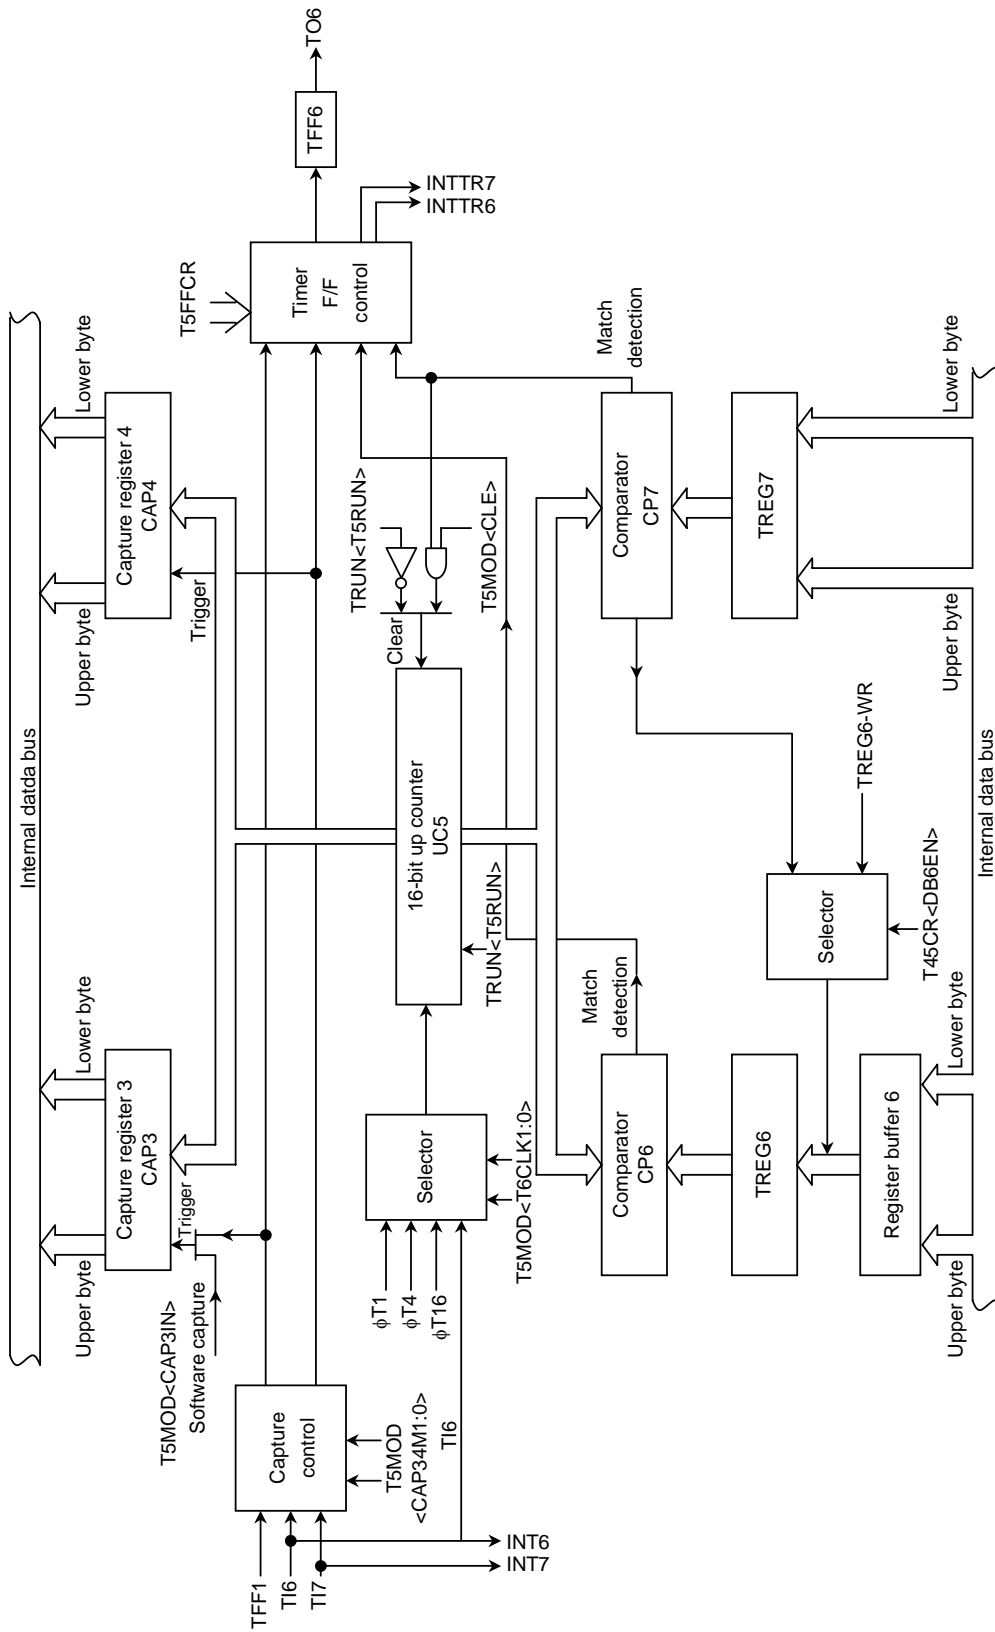 Internal datda bus
Upper byte
Lower byte
Upper byte
Lower byte
Capture register 3
CAP3
Capture register 4
CAP4
T5MOD<CAP3IN>
Software capture
Trigger
Trigger
T5FFCR
TFF1
TI6
TI7
Capture
control
T5MOD
<CAP34M1:0>
Timer
F/F
control
TFF6
TO6
INTTR7
INTTR6
TRUN<T5RUN>
Clear
T5MOD<CLE>
φT1
φT4
φT16
TI6
Selector
T5MOD<T6CLK1:0>
16-bit up counter
UC5
TRUN<T5RUN>
INT6
INT7
Match
detection
Match
detection
Comparator
CP6
Comparator
CP7
TREG6
TREG7
Selector
TREG6-WR
T45CR<DB6EN>
Register buffer 6
Upper byte
Lower byte
Upper byte
Lower byte
Internal data bus